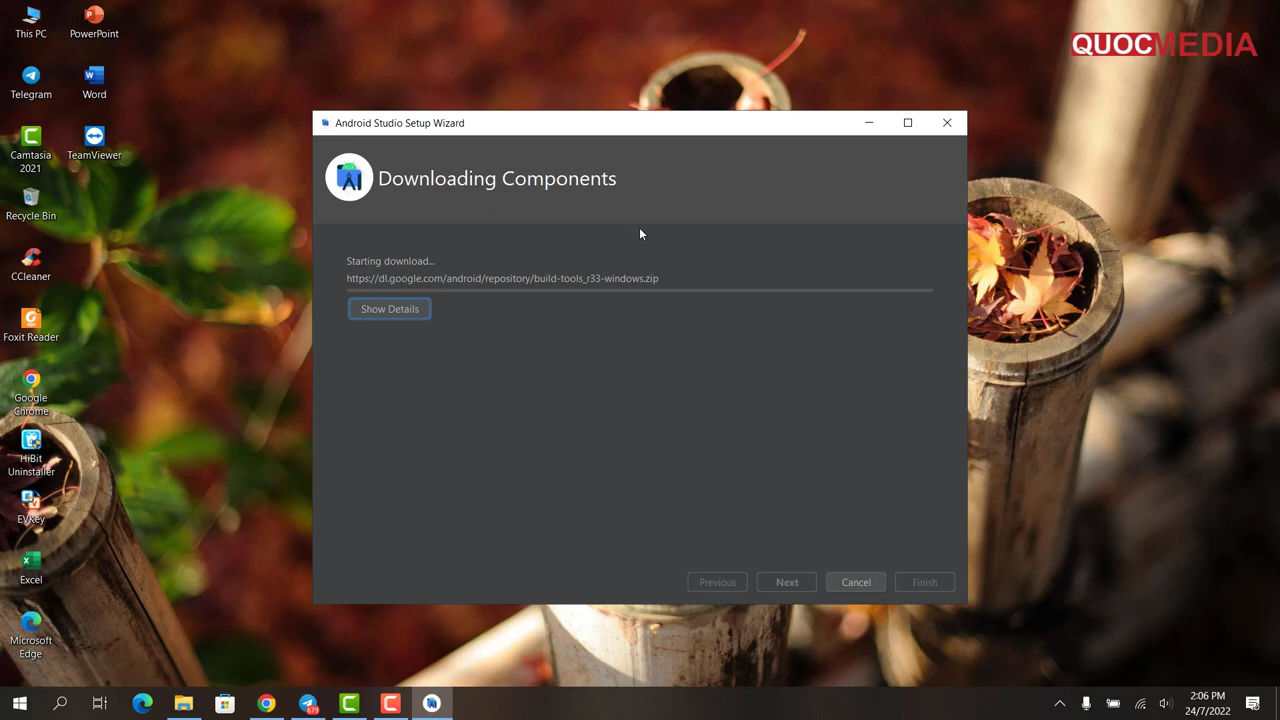 This PC
PowerPoint
Telegram
Word
Camtasia
2021
TeamViewer
Recycle Bin
CCleaner
Foxit Reader
Google
Chrome
HiBit
Uninstaller
EVKey
Excel
Microsoft
Edge
QUOCMEDIA
Android Studio Setup Wizard
Downloading Components
Starting download...
https://dl.google.com/android/repository/build-tools_r33-windows.zip
Show Details
Previous
Next
Cancel
Finish
2:06 PM
24/7/2022